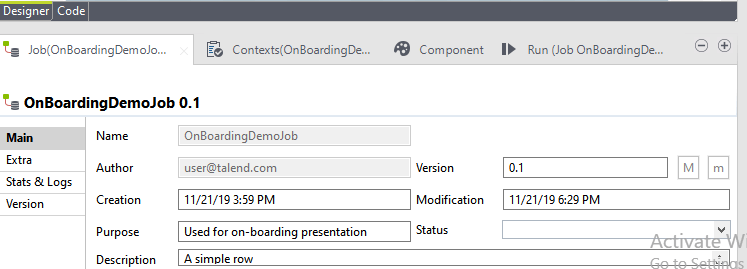 Designer Code
Job(OnBoardingDemoJo... Contexts(OnBoardingDe... Component Run (Job OnBoardingDe...
OnBoardingDemoJob 0.1
Main
Extra
Stats & Logs
Version
Name OnBoardingDemoJob
Author user@talend.com Version 0.1 M m
Creation 11/21/19 3:59 PM Modification 11/21/19 6:29 PM
Purpose Used for on-boarding presentation Status
Description A simple row
Activate Wi
Go to Settings